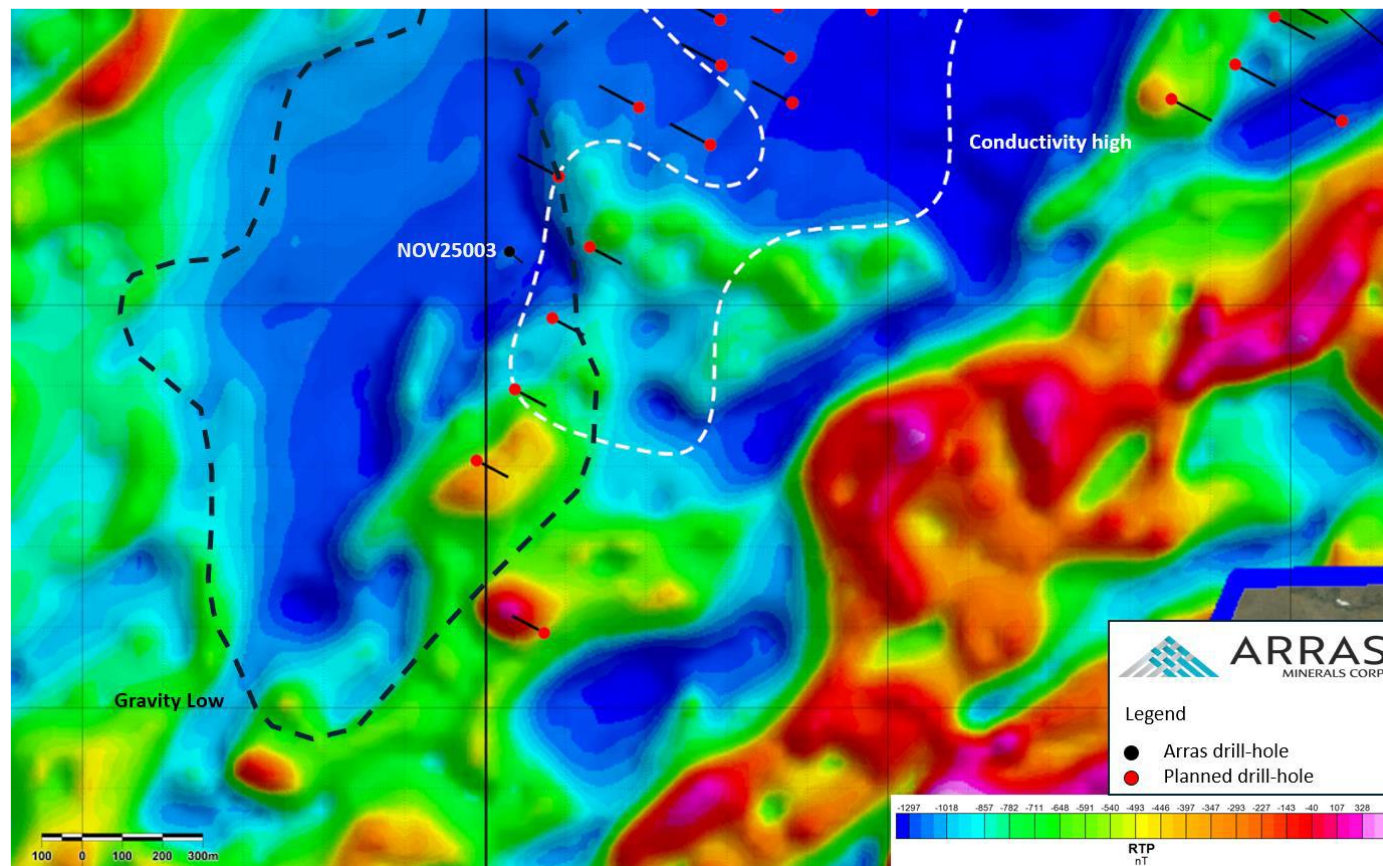 Conductivity high
NOV25003
Gravity Low
ARRAS
MINERALS CORP
Legend
Arras drill-hole
Planned drill-hole
-1297 -1018 -857 -782 -711 -648 -591 -540 -493 -446 -397 -347 -293 -227 -143 -40 107 328
RTP
nT
100 0 100 200 300m